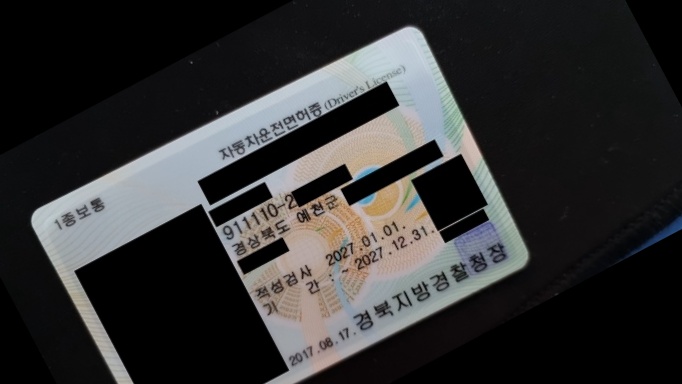 자동차운전면허증 (Driver's License)
1종보통
911110-2
경상북도 예천군
적성검사 2027.01.01.
기 간 : ~ 2027.12.31.
2017.08.17. 경북지방경찰청장